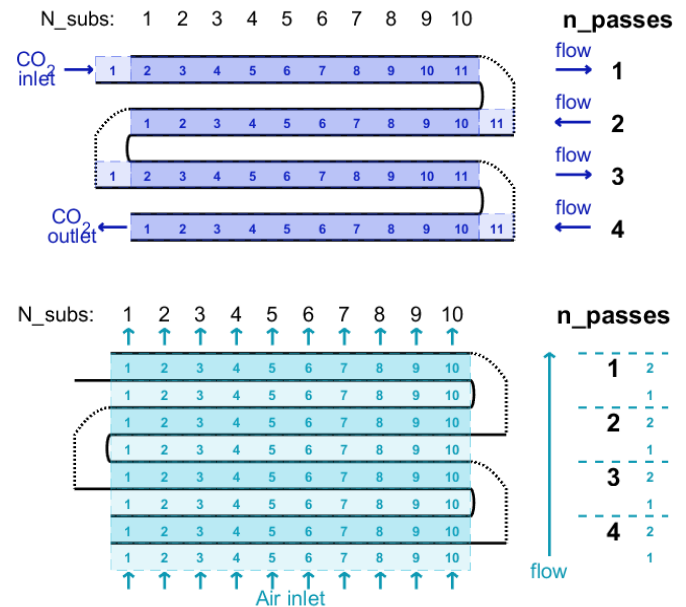 N_subs: 1 2 3 4 5 6 7 8 9 10 n_passes
CO2 inlet 1 2 3 4 5 6 7 8 9 10 11 flow 1
1 2 3 4 5 6 7 8 9 10 11 flow 2
1 2 3 4 5 6 7 8 9 10 11 flow 3
CO2 outlet 1 2 3 4 5 6 7 8 9 10 11 flow 4
N_subs: 1 2 3 4 5 6 7 8 9 10 n_passes
1 2 3 4 5 6 7 8 9 10 1 2
1 2 3 4 5 6 7 8 9 10 1
1 2 3 4 5 6 7 8 9 10 2 2
1 2 3 4 5 6 7 8 9 10 1
1 2 3 4 5 6 7 8 9 10 3 2
1 2 3 4 5 6 7 8 9 10 1
1 2 3 4 5 6 7 8 9 10 4 2
1 2 3 4 5 6 7 8 9 10 1
flow
Air inlet